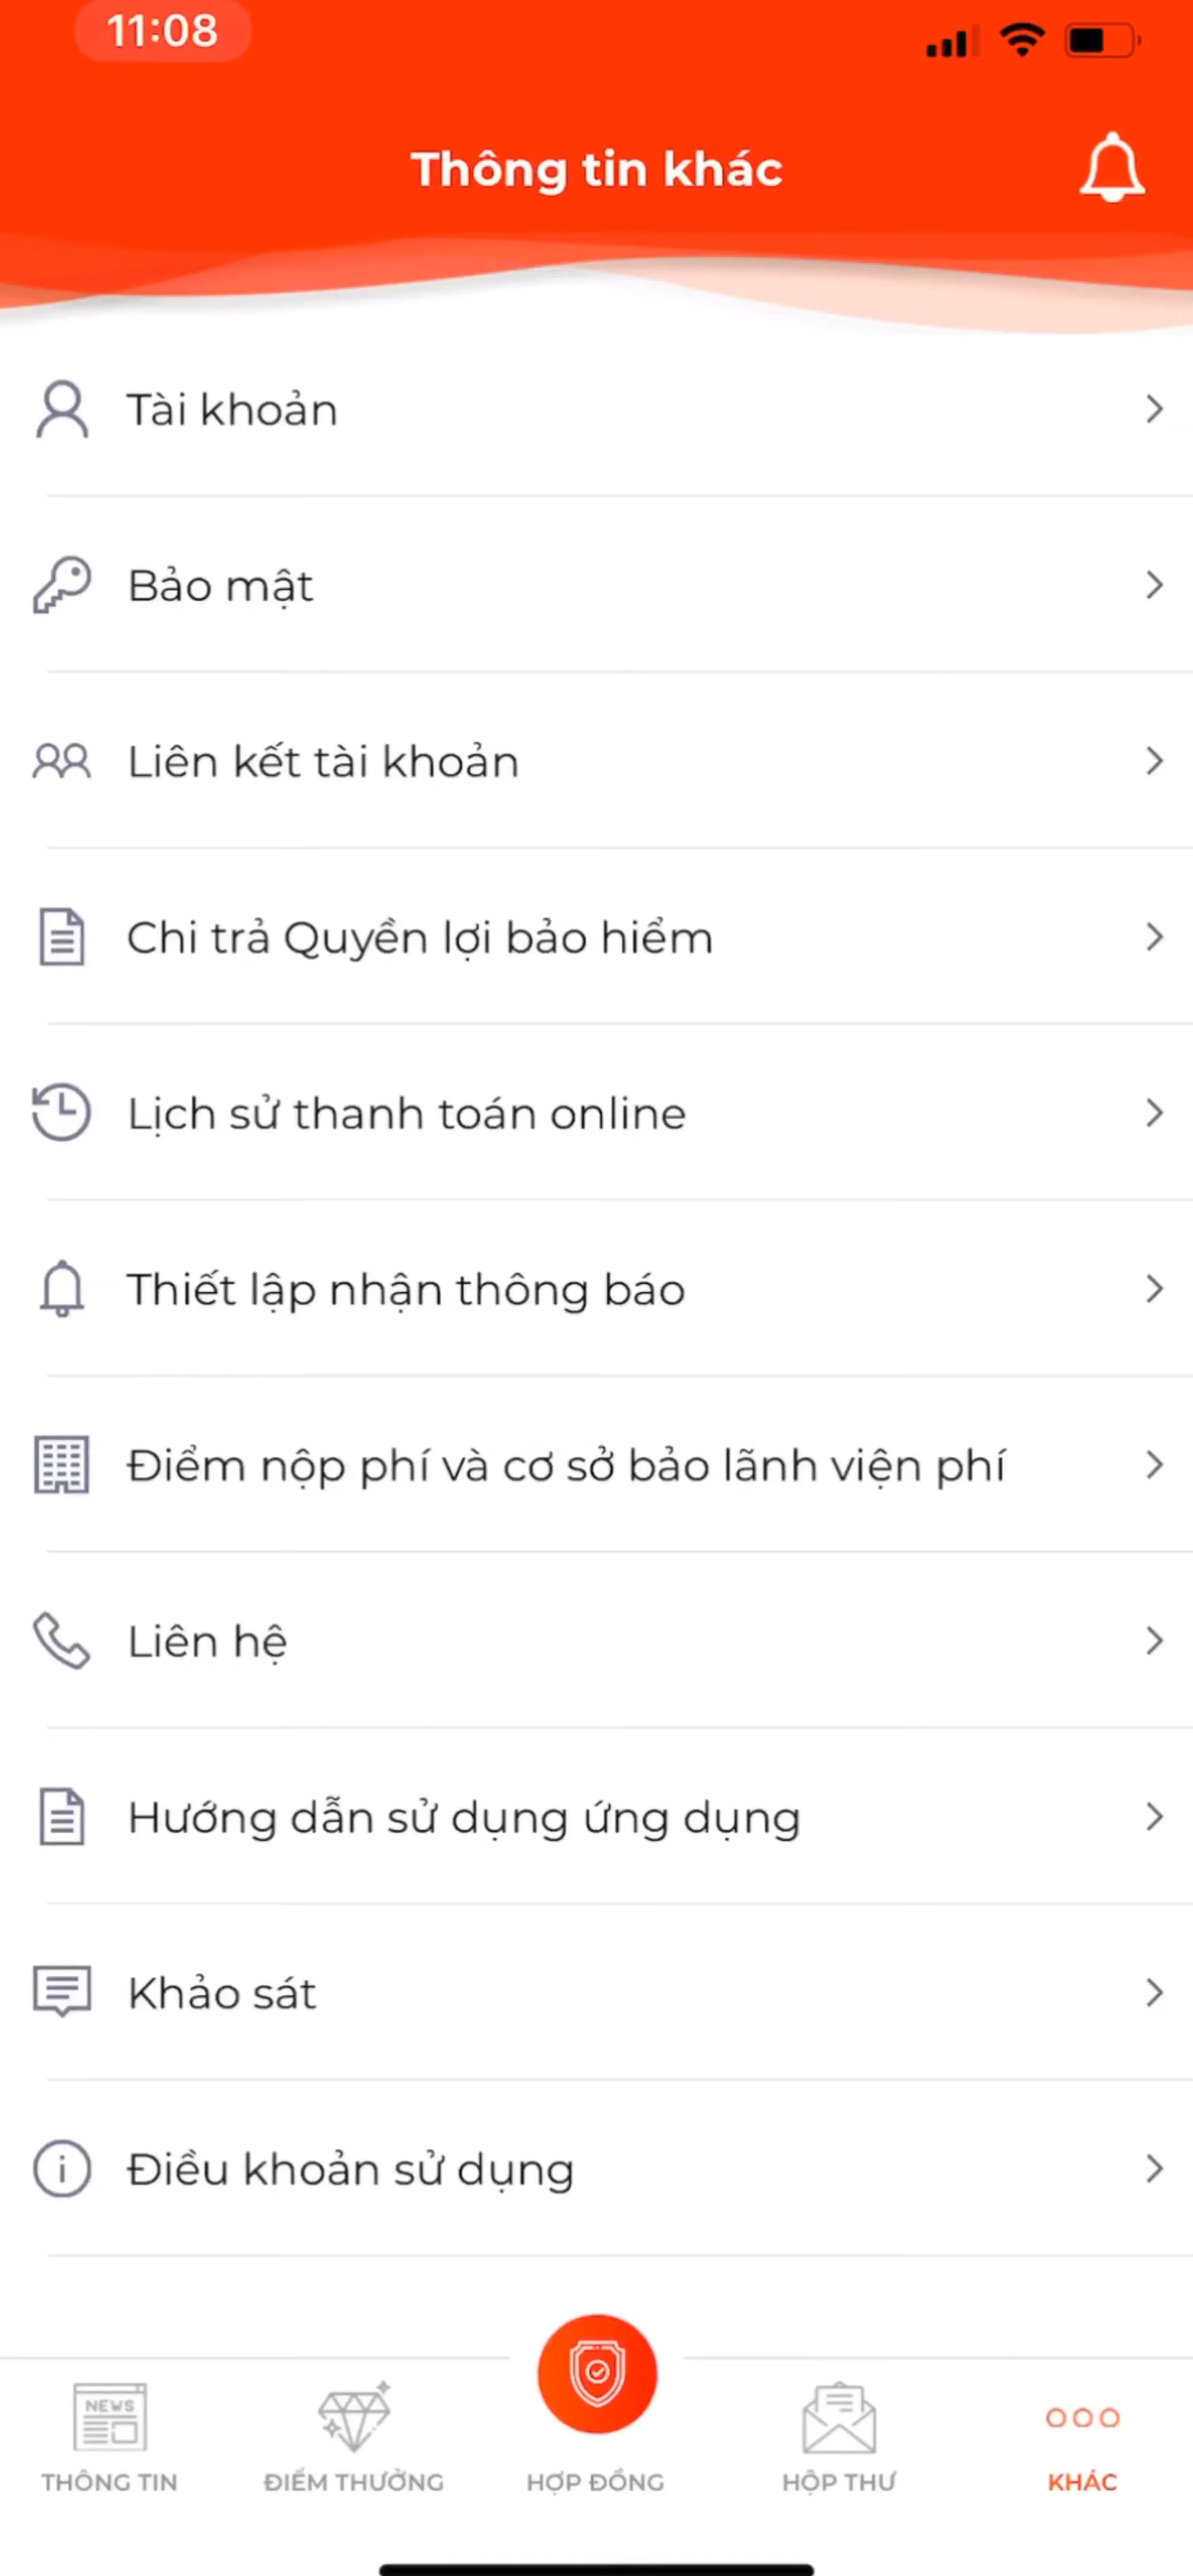 11:08
Thông tin khác
Tài khoản
Bảo mật
Liên kết tài khoản
Chi trả Quyền lợi bảo hiểm
Lịch sử thanh toán online
Thiết lập nhận thông báo
Điểm nộp phí và cơ sở bảo lãnh viện phí
Liên hệ
Hướng dẫn sử dụng ứng dụng
Khảo sát
Điều khoản sử dụng
NEWS
THÔNG TIN
ĐIỂM THƯỞNG
HỢP ĐỒNG
HỘP THƯ
KHÁC